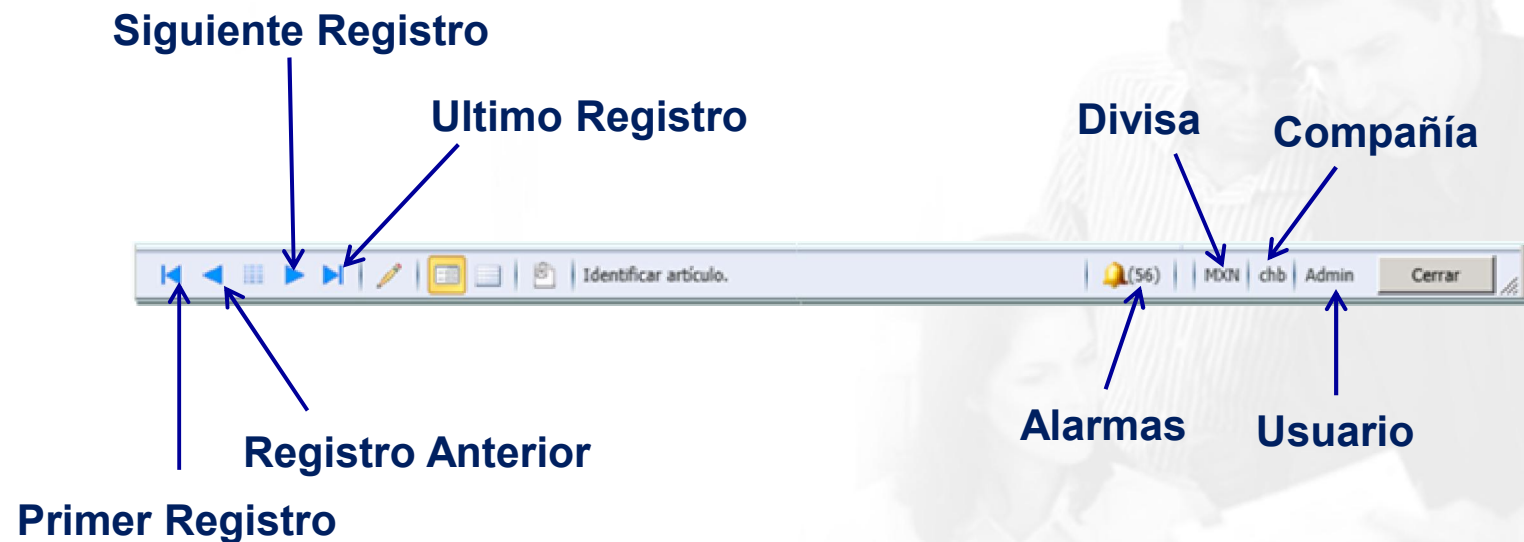 Siguiente Registro
Ultimo Registro
Divisa
Compañía
Identificar artículo.
(56)
MXN
chb
Admin
Cerrar
Registro Anterior
Alarmas
Usuario
Primer Registro